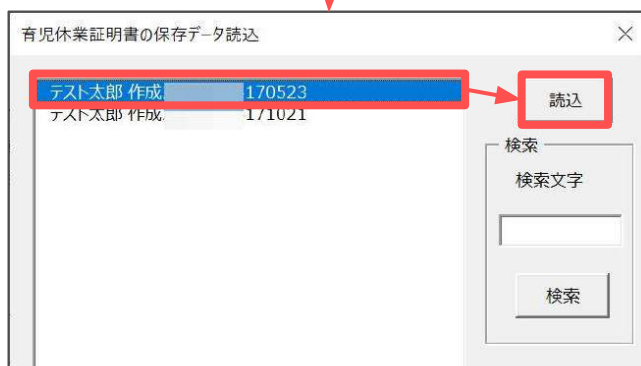 育児休業証明書の保存データ読込
テスト太郎 作成 170523
テスト太郎 作成 171021
読込
検索
検索文字
検索